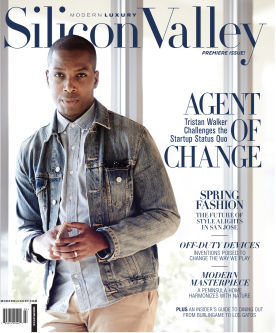 MODERN LUXURY
Silicon Valley
PREMIERE ISSUE!
AGENT
OF
CHANGE
Tristan Walker
Challenges the
Startup Status Quo
SPRING
FASHION
THE FUTURE OF
STYLE ALIGHTS
IN SAN JOSE
OFF-DUTY DEVICES
INVENTIONS POISED TO
CHANGE THE WAY WE PLAY
MODERN
MASTERPIECE
A PENINSULA HOME
HARMONIZES WITH NATURE
PLUS AN INSIDER'S GUIDE TO DINING OUT
FROM BURLINGAME TO LOS GATOS
MODERNLUXURY.COM